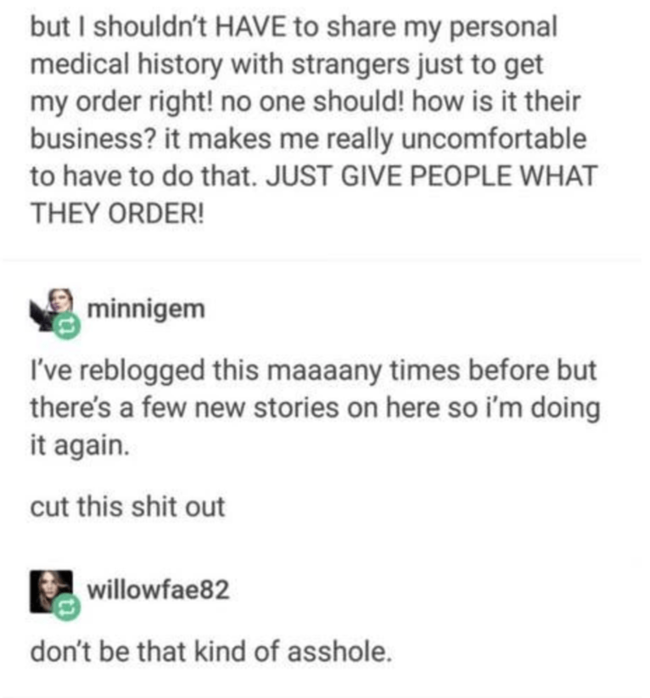 but I shouldn't HAVE to share my personal
medical history with strangers just to get
my order right! no one should! how is it their
business? it makes me really uncomfortable
to have to do that. JUST GIVE PEOPLE WHAT
THEY ORDER!
minnigem
I've reblogged this maaaany times before but
there's a few new stories on here so i'm doing
it again.
cut this shit out
willowfae82
don't be that kind of asshole.